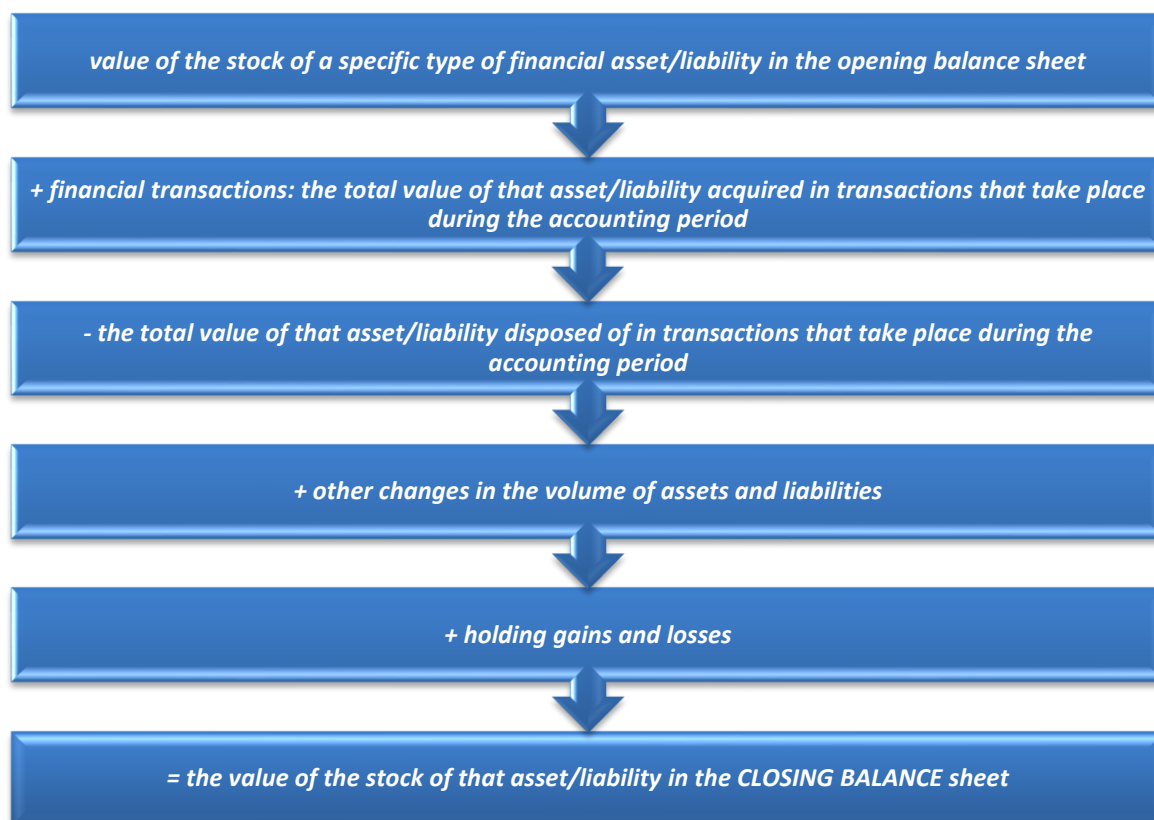 value of the stock of a specific type of financial asset/liability in the opening balance sheet
+ financial transactions: the total value of that asset/liability acquired in transactions that take place
during the accounting period
- the total value of that asset/liability disposed of in transactions that take place during the
accounting period
+ other changes in the volume of assets and liabilities
+ holding gains and losses
= the value of the stock of that asset/liability in the CLOSING BALANCE sheet